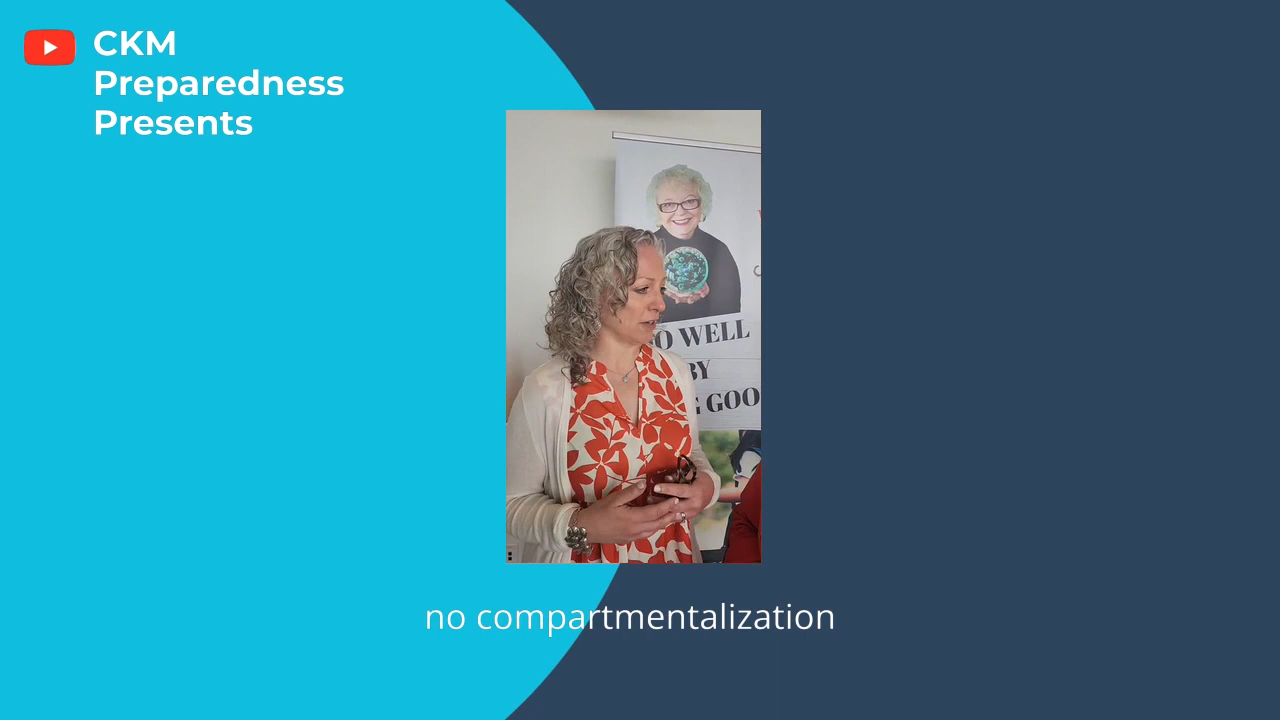 CKM
Preparedness
Presents
O WELL
BY
G GOO
no compartmentalization